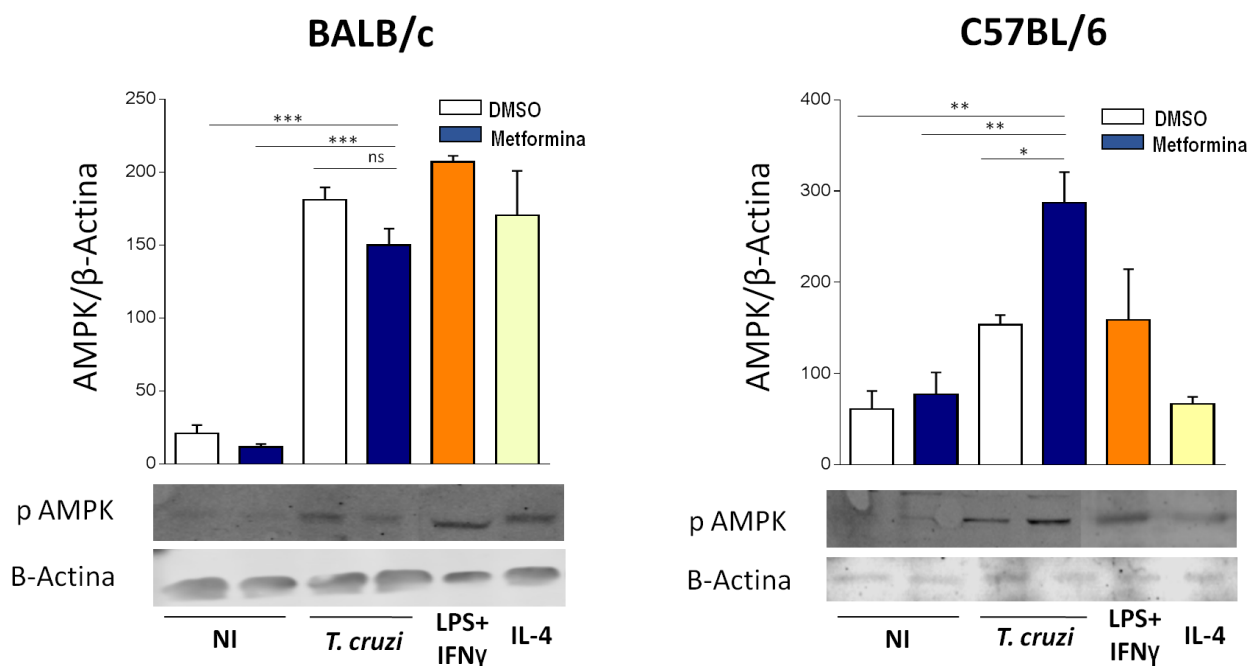 BALB/c
250
200
150
100
50
0
AMPK/β-Actina
DMSO
Metformina
***
***
ns
p AMPK
B-Actina
NI
T. cruzi
LPS+
IFNγ
IL-4
C57BL/6
400
300
200
100
0
AMPK/β-Actina
DMSO
Metformina
**
**
*
p AMPK
B-Actina
NI
T. cruzi
LPS+
IFNγ
IL-4